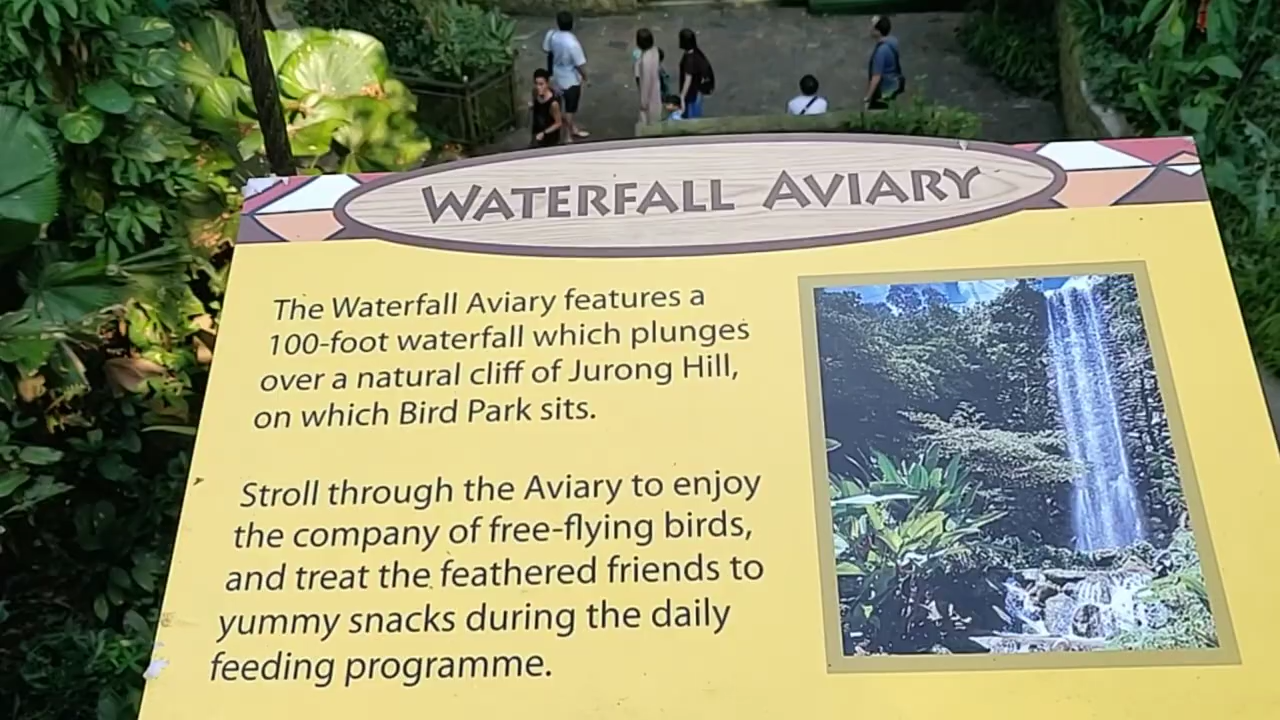 WATERFALL AVIARY
The Waterfall Aviary features a
100-foot waterfall which plunges
over a natural cliff of Jurong Hill,
on which Bird Park sits.
Stroll through the Aviary to enjoy
the company of free-flying birds,
and treat the feathered friends to
yummy snacks during the daily
feeding programme.